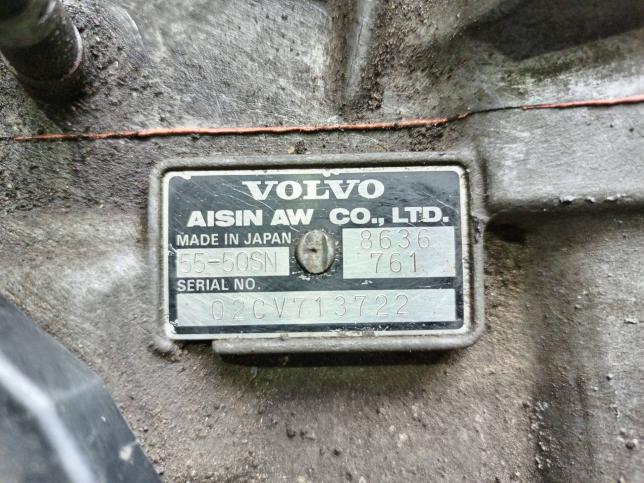 VOLVO
AISIN AW CO., LTD.
MADE IN JAPAN 8636
55-50SN 761
SERIAL NO.
02CV713722